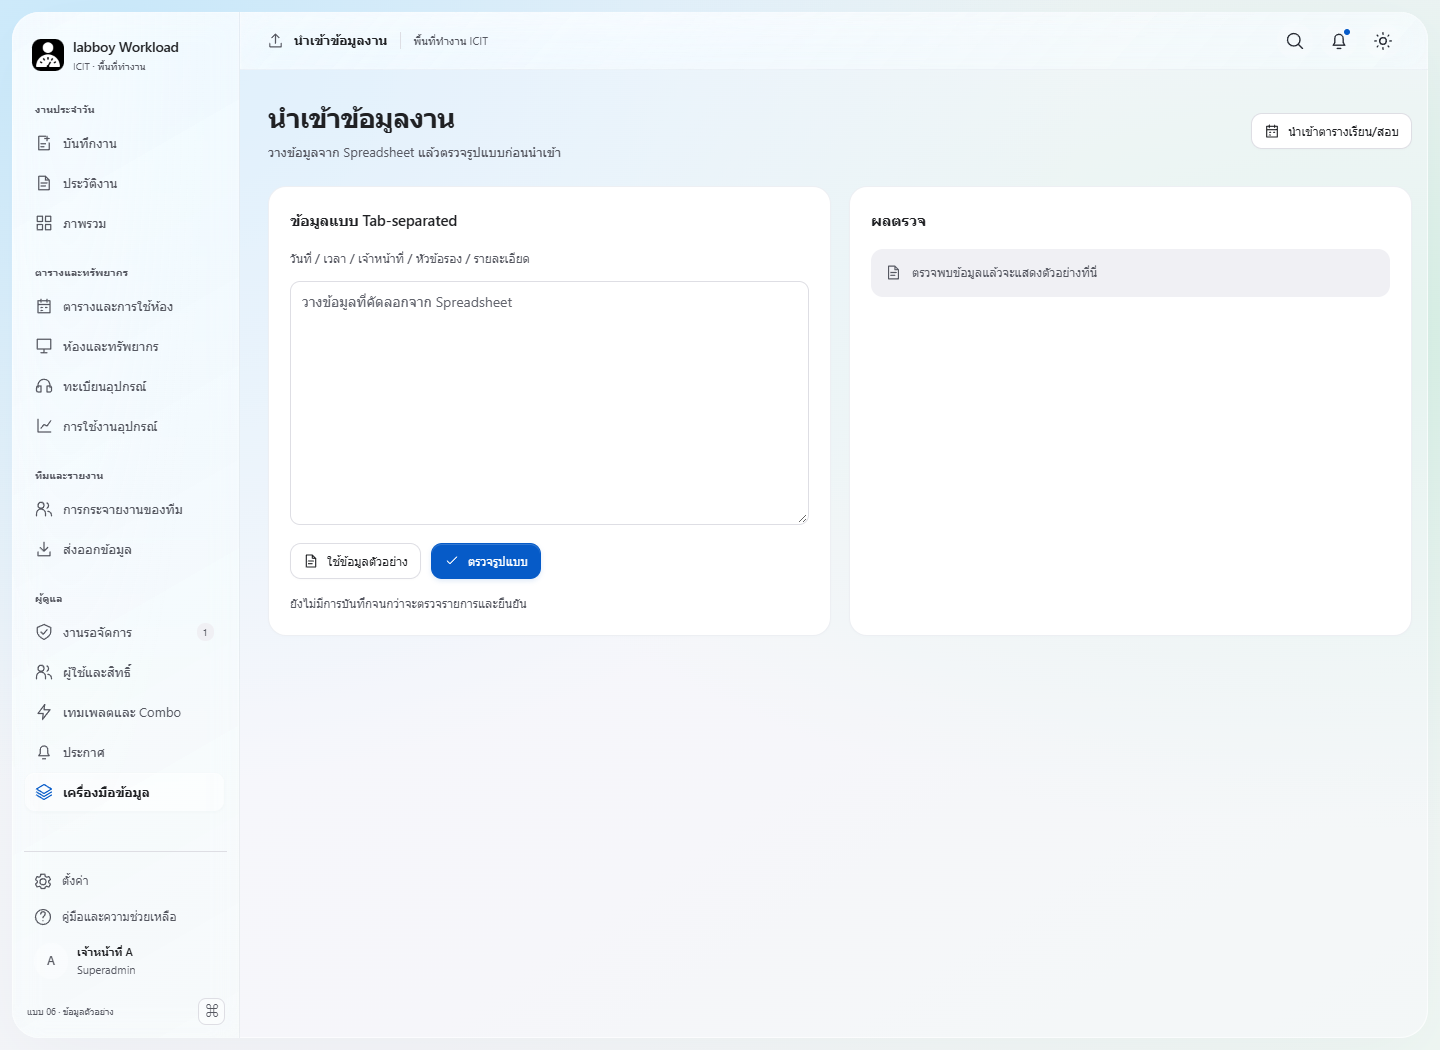 labboy Workload
ICIT · พื้นที่ทำงาน
งานประจำวัน
บันทึกงาน
ประวัติงาน
ภาพรวม
ตารางและทรัพยากร
ตารางและการใช้ห้อง
ห้องและทรัพยากร
ทะเบียนอุปกรณ์
การใช้งานอุปกรณ์
ทีมและรายงาน
การกระจายงานของทีม
ส่งออกข้อมูล
ผู้ดูแล
งานรอจัดการ 1
ผู้ใช้และสิทธิ์
เทมเพลตและ Combo
ประกาศ
เครื่องมือข้อมูล
ตั้งค่า
คู่มือและความช่วยเหลือ
A
เจ้าหน้าที่ A
Superadmin
แบบ 06 · ข้อมูลตัวอย่าง
⌘
นำเข้าข้อมูลงาน
พื้นที่ทำงาน ICIT
นำเข้าข้อมูลงาน
วางข้อมูลจาก Spreadsheet แล้วตรวจรูปแบบก่อนนำเข้า
นำเข้าตารางเรียน/สอบ
ข้อมูลแบบ Tab-separated
วันที่ / เวลา / เจ้าหน้าที่ / หัวข้อรอง / รายละเอียด
วางข้อมูลที่คัดลอกจาก Spreadsheet
ใช้ข้อมูลตัวอย่าง
ตรวจรูปแบบ
ยังไม่มีการบันทึกจนกว่าจะตรวจรายการและยืนยัน
ผลตรวจ
ตรวจพบข้อมูลแล้วจะแสดงตัวอย่างที่นี่